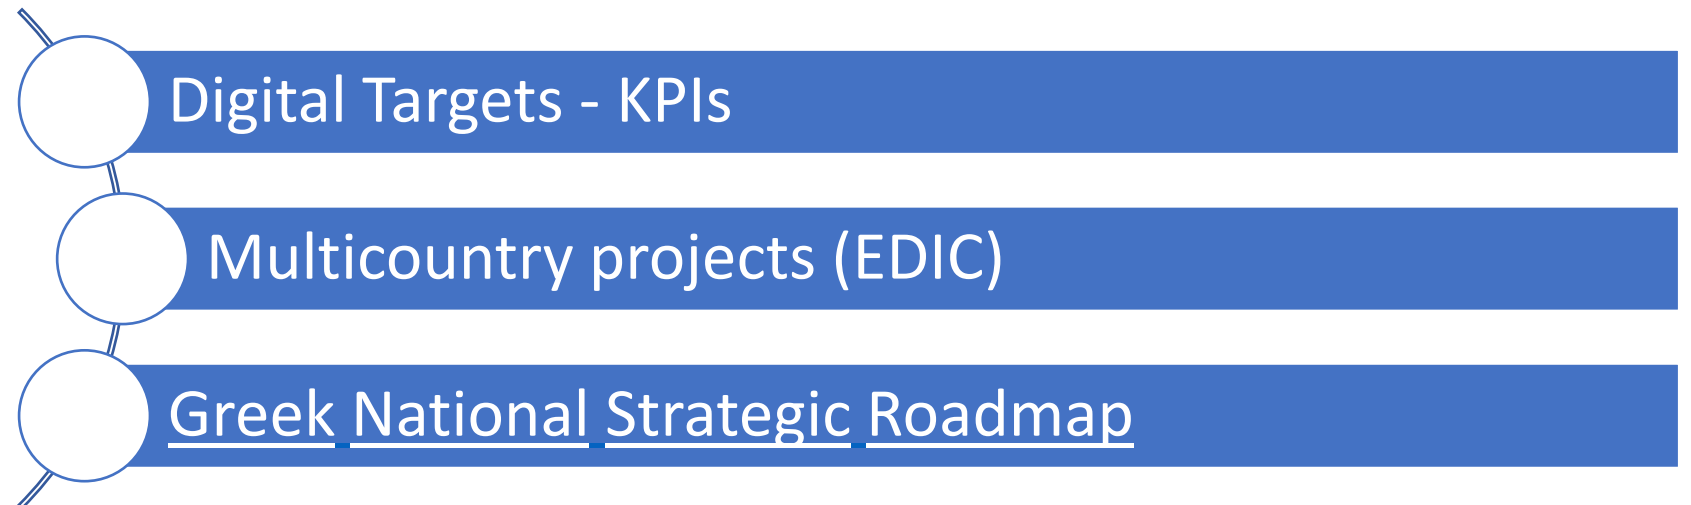 Digital Targets - KPIs
Multicountry projects (EDIC)
Greek National Strategic Roadmap